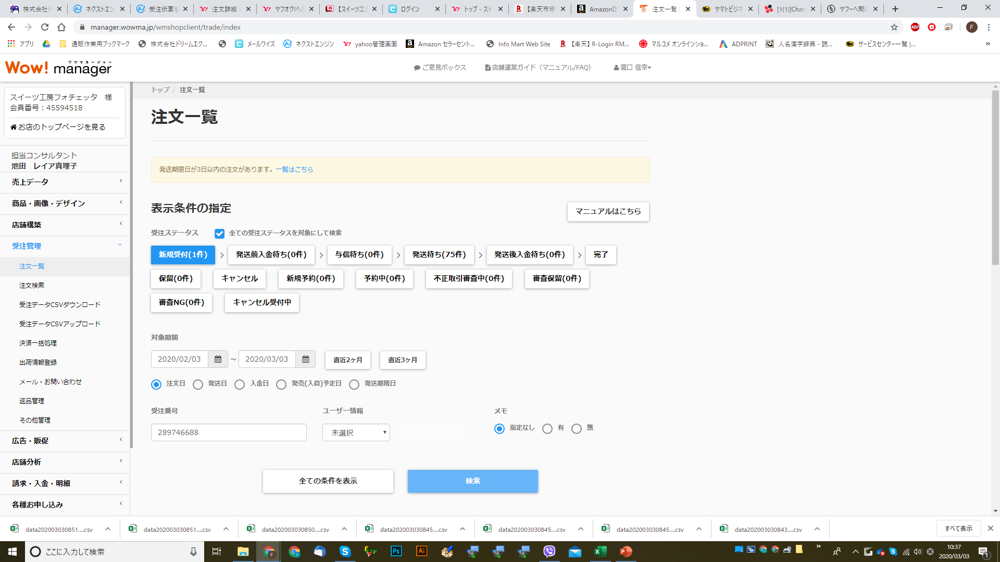 株式会社ド
ネクストエン
受注伝票管
注文詳細
ヤフオク!ヘル
【スイーツ工
ログイン
トップ - スト
【楽天市場
Amazonロ
注文一覧
ヤマトビジネ
[1(1)]Chat
ヤフーへ問い
manager.wowma.jp/wmshopclient/trade/index
アプリ
通販作業用ブックマーク
株式会社ドリームエク...
メールワイズ
ネクストエンジン
yahoo管理画面
Amazon セラーセント...
Info Mart Web Site
【楽天】R-Login RM...
マルコメ オンラインショ...
ADPRINT
人名漢字辞典 - 読...
サービスセンター一覧 |...
Wow! manager
ワウマネージャー
ご意見ボックス
店舗運営ガイド（マニュアル/FAQ）
瀧口 信幸
スイーツ工房フォチェッタ　様
会員番号：45594518
お店のトップページを見る
担当コンサルタント
池田　レイア真理子
売上データ
商品・画像・デザイン
店舗構築
受注管理
注文一覧
注文検索
受注データCSVダウンロード
受注データCSVアップロード
決済一括処理
出荷情報登録
メール・お問い合わせ
返品管理
その他管理
広告・販促
店舗分析
請求・入金・明細
各種お申し込み
トップ / 注文一覧
注文一覧
発送期限日が3日以内の注文があります。一覧はこちら
表示条件の指定
マニュアルはこちら
受注ステータス
全ての受注ステータスを対象にして検索
新規受付(1件) > 発送前入金待ち(0件) > 与信待ち(0件) > 発送待ち(75件) > 発送後入金待ち(0件) > 完了
保留(0件) キャンセル 新規予約(0件) 予約中(0件) 不正取引審査中(0件) 審査保留(0件)
審査NG(0件) キャンセル受付中
対象期間
2020/02/03 ～ 2020/03/03 直近2ヶ月 直近3ヶ月
注文日 発送日 入金日 発売(入荷)予定日 発送期限日
受注番号 ユーザー情報 メモ
289746688 未選択 指定なし 有 無
全ての条件を表示 検索
data202003030851....csv
data202003030851....csv
data202003030850....csv
data202003030845....csv
data202003030845....csv
data202003030845....csv
data202003030843....csv
すべて表示
ここに入力して検索
10:37
2020/03/03